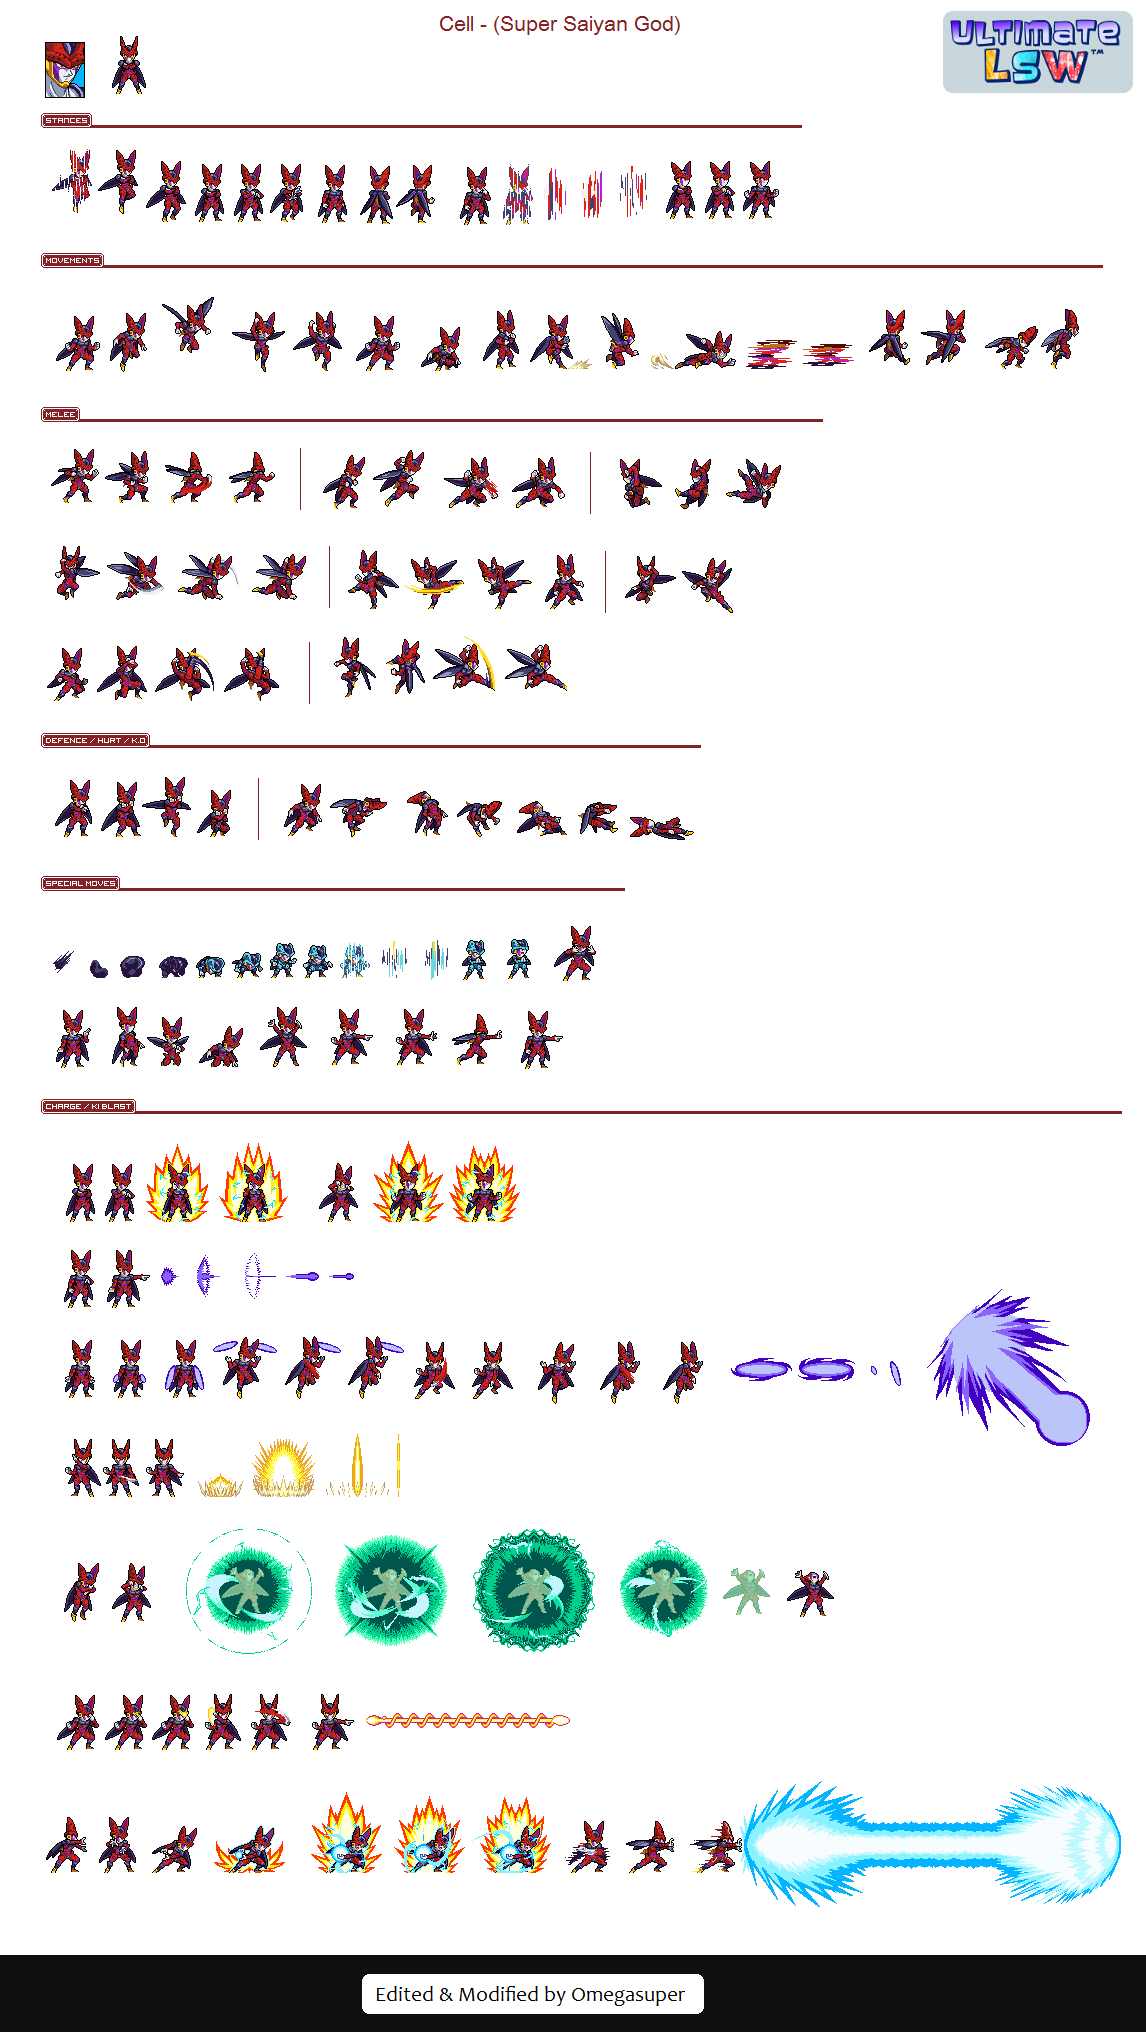 Cell - (Super Saiyan God)
ULTIMATE
LSW™
STANCES
MOVEMENTS
MELEE
DEFENCE / HURT / K.O
SPECIAL MOVES
CHARGE / KI BLAST
Edited & Modified by Omegasuper